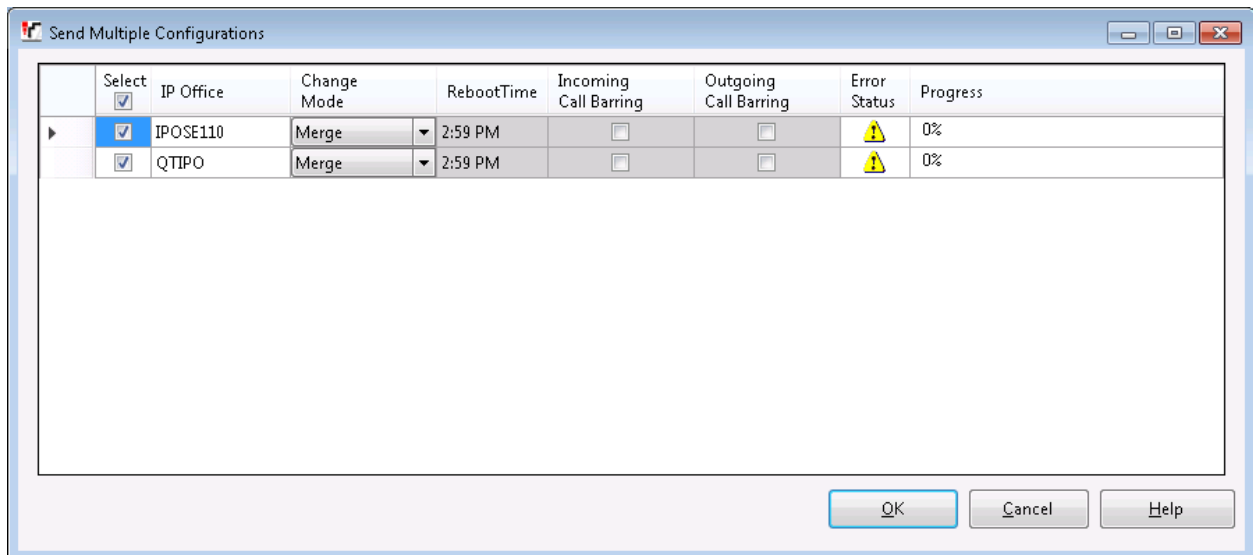 Send Multiple Configurations
Select IP Office Change Mode RebootTime Incoming Call Barring Outgoing Call Barring Error Status Progress
IPOSE110 Merge 2:59 PM 0%
QTIPO Merge 2:59 PM 0%
OK Cancel Help